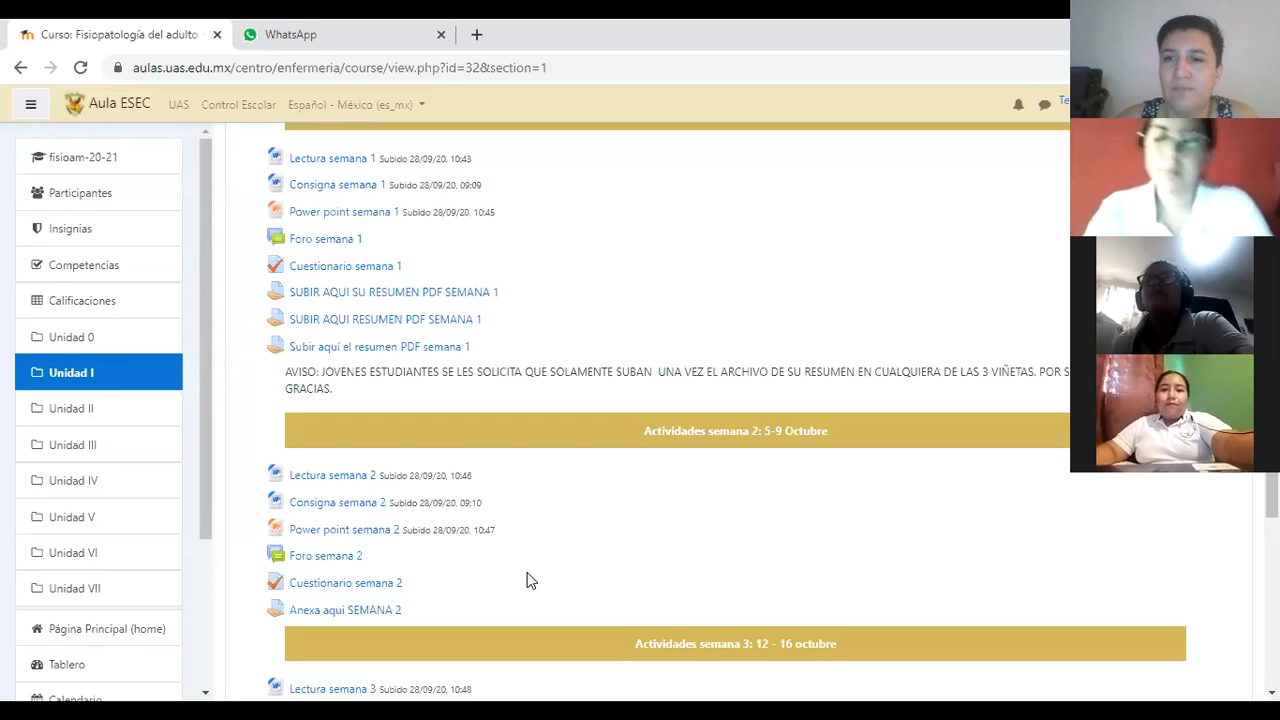 Curso: Fisiopatología del adulto
WhatsApp
aulas.uas.edu.mx/centro/enfermeria/course/view.php?id=32&section=1
Aula ESEC
UAS
Control Escolar
Español - México (es_mx)
fisioam-20-21
Participantes
Insignias
Competencias
Calificaciones
Unidad 0
Unidad I
Unidad II
Unidad III
Unidad IV
Unidad V
Unidad VI
Unidad VII
Página Principal (home)
Tablero
Calendario
Lectura semana 1 Subido 28/09/20, 10:43
Consigna semana 1 Subido 28/09/20, 09:09
Power point semana 1 Subido 28/09/20, 10:45
Foro semana 1
Cuestionario semana 1
SUBIR AQUI SU RESUMEN PDF SEMANA 1
SUBIR AQUI RESUMEN PDF SEMANA 1
Subir aquí el resumen PDF semana 1
AVISO: JOVENES ESTUDIANTES SE LES SOLICITA QUE SOLAMENTE SUBAN UNA VEZ EL ARCHIVO DE SU RESUMEN EN CUALQUIERA DE LAS 3 VIÑETAS. POR S
GRACIAS.
Actividades semana 2: 5-9 Octubre
Lectura semana 2 Subido 28/09/20, 10:46
Consigna semana 2 Subido 28/09/20, 09:10
Power point semana 2 Subido 28/09/20, 10:47
Foro semana 2
Cuestionario semana 2
Anexa aqui SEMANA 2
Actividades semana 3: 12 - 16 octubre
Lectura semana 3 Subido 28/09/20, 10:48